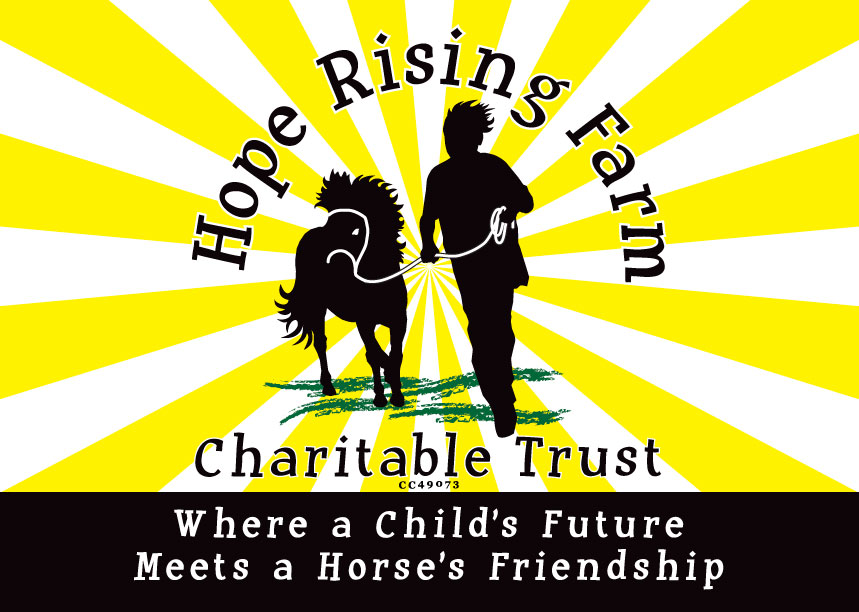 Hope Rising Farm
Charitable Trust
CC49073
Where a Child's Future
Meets a Horse's Friendship